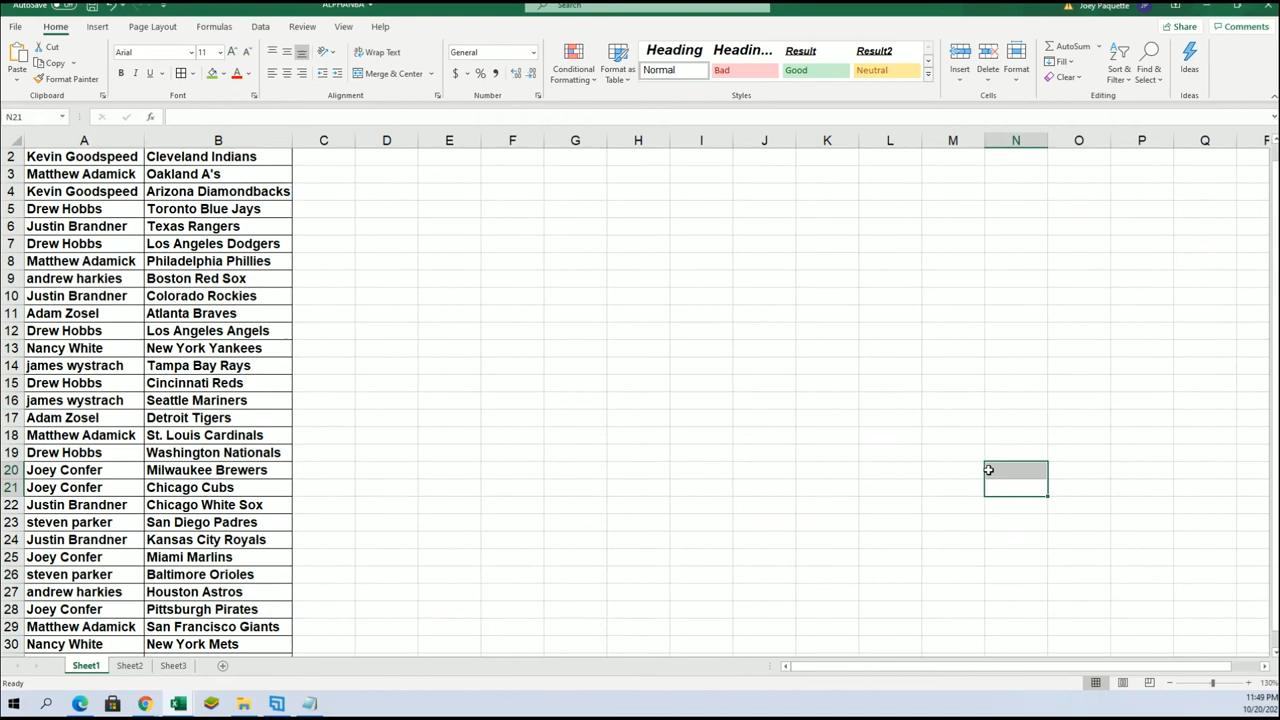 AutoSave Off ALPHANBA Search Joey Paquette JP
File Home Insert Page Layout Formulas Data Review View Help Share Comments
Paste Cut Copy Format Painter Clipboard
Arial 11 Font
Wrap Text Merge & Center Alignment
General Number
Conditional Formatting Format as Table
Heading Headin... Result Result2
Normal Bad Good Neutral
Styles
Insert Delete Format Cells
AutoSum Fill Clear Sort & Filter Find & Select Editing
Ideas Ideas
N21 fx
A B C D E F G H I J K L M N O P Q
2 Kevin Goodspeed Cleveland Indians
3 Matthew Adamick Oakland A's
4 Kevin Goodspeed Arizona Diamondbacks
5 Drew Hobbs Toronto Blue Jays
6 Justin Brandner Texas Rangers
7 Drew Hobbs Los Angeles Dodgers
8 Matthew Adamick Philadelphia Phillies
9 andrew harkies Boston Red Sox
10 Justin Brandner Colorado Rockies
11 Adam Zosel Atlanta Braves
12 Drew Hobbs Los Angeles Angels
13 Nancy White New York Yankees
14 james wystrach Tampa Bay Rays
15 Drew Hobbs Cincinnati Reds
16 james wystrach Seattle Mariners
17 Adam Zosel Detroit Tigers
18 Matthew Adamick St. Louis Cardinals
19 Drew Hobbs Washington Nationals
20 Joey Confer Milwaukee Brewers
21 Joey Confer Chicago Cubs
22 Justin Brandner Chicago White Sox
23 steven parker San Diego Padres
24 Justin Brandner Kansas City Royals
25 Joey Confer Miami Marlins
26 steven parker Baltimore Orioles
27 andrew harkies Houston Astros
28 Joey Confer Pittsburgh Pirates
29 Matthew Adamick San Francisco Giants
30 Nancy White New York Mets
Sheet1 Sheet2 Sheet3
Ready 130%
11:49 PM
10/20/202